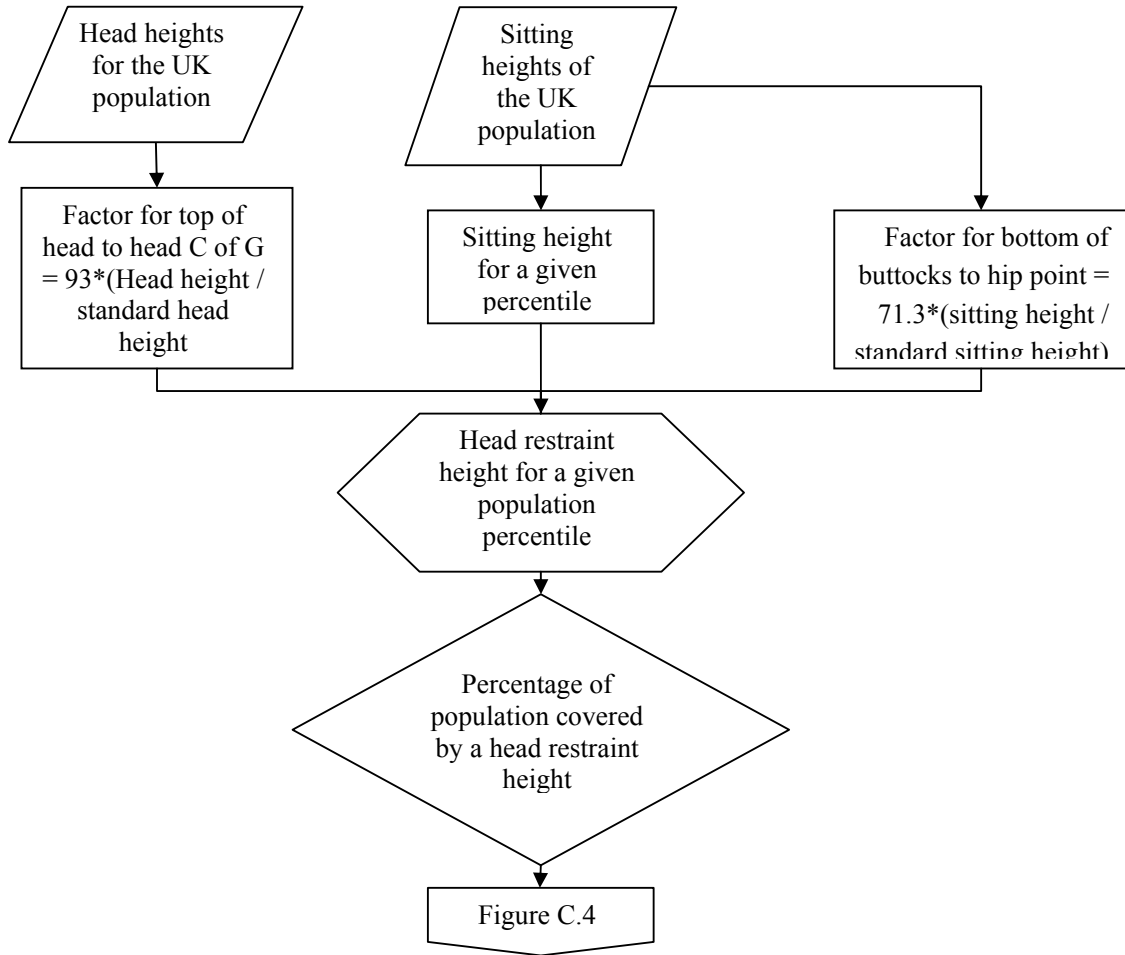 Head heights
for the UK
population
Sitting
heights of
the UK
population
Factor for top of
head to head C of G
= 93*(Head height /
standard head
height
Sitting height
for a given
percentile
Factor for bottom of
buttocks to hip point =
71.3*(sitting height /
standard sitting height)
Head restraint
height for a given
population
percentile
Percentage of
population covered
by a head restraint
height
Figure C.4